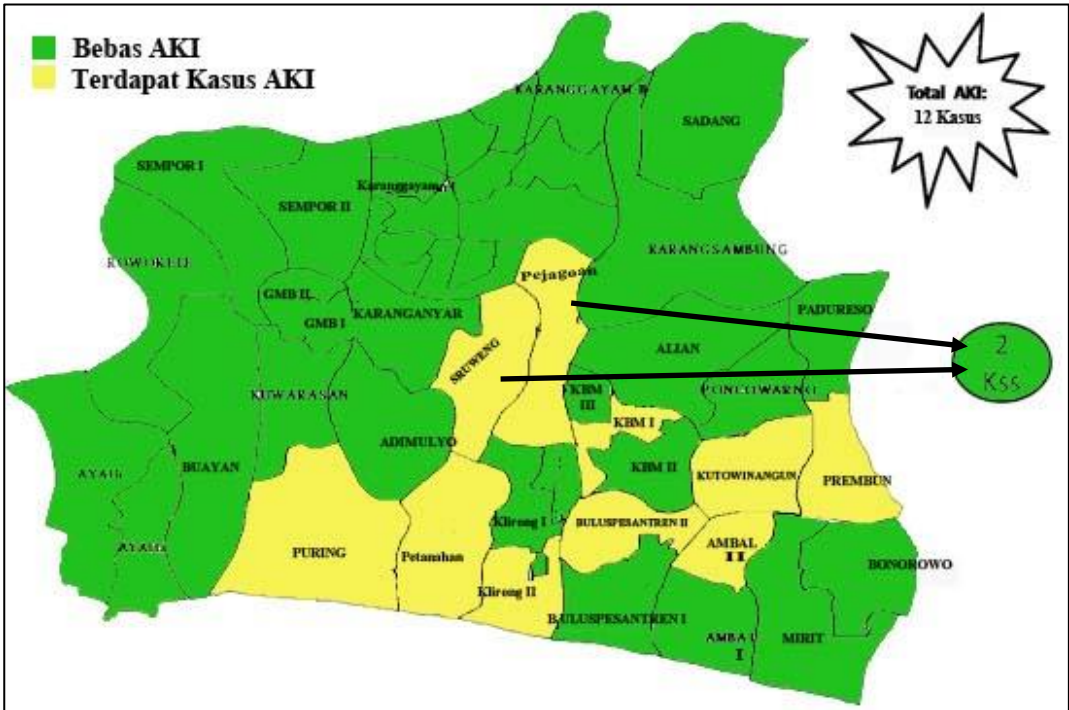 Bebas AKI
Terdapat Kasus AKI
Total AKI:
12 Kasus
KARANGGAYAM II
SADANG
SEMPOR I
Karanggayam I
SEMPOR II
KARANGSAMBUNG
ROWOKELE
Pejagoan
GMB II
GMB I
KARANGANYAR
PADURESO
ALIAN
2
Kss
SRUWENG
KUWARASAN
KBM
III
PONCOWARNO
KBM I
ADIMULYO
BUAYAN
KBM II
KUTOWINANGUN
PREMBUN
Klirong I
BULUSPESANTREN II
PURING
Petanahan
AMBAL
II
BONOROWO
Klirong II
BULUSPESANTREN I
AMBAL
I
MIRIT